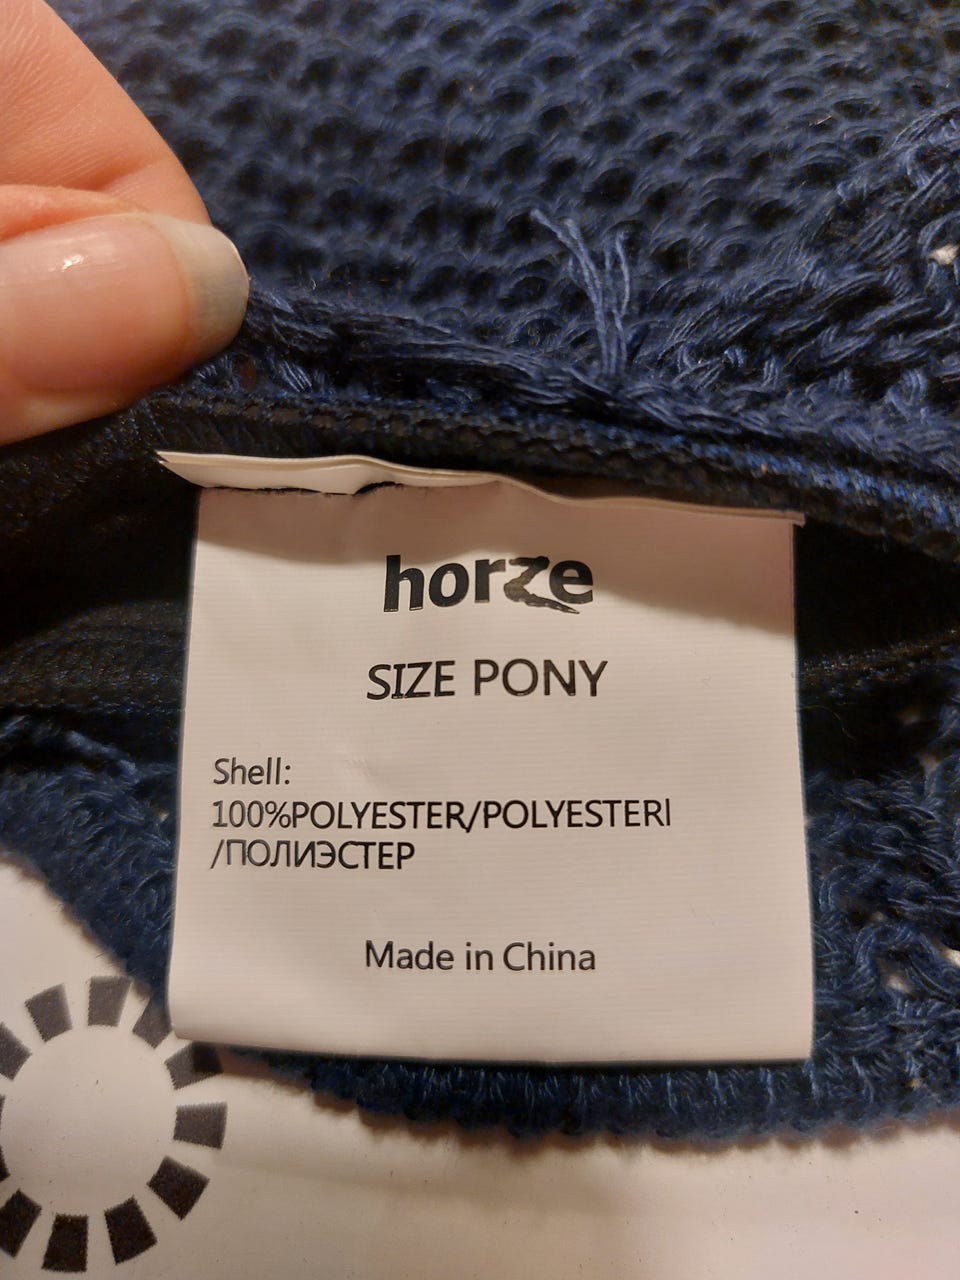 horze
SIZE PONY
Shell:
100%POLYESTER/POLYESTERI
/ПОЛИЭСТЕР
Made in China